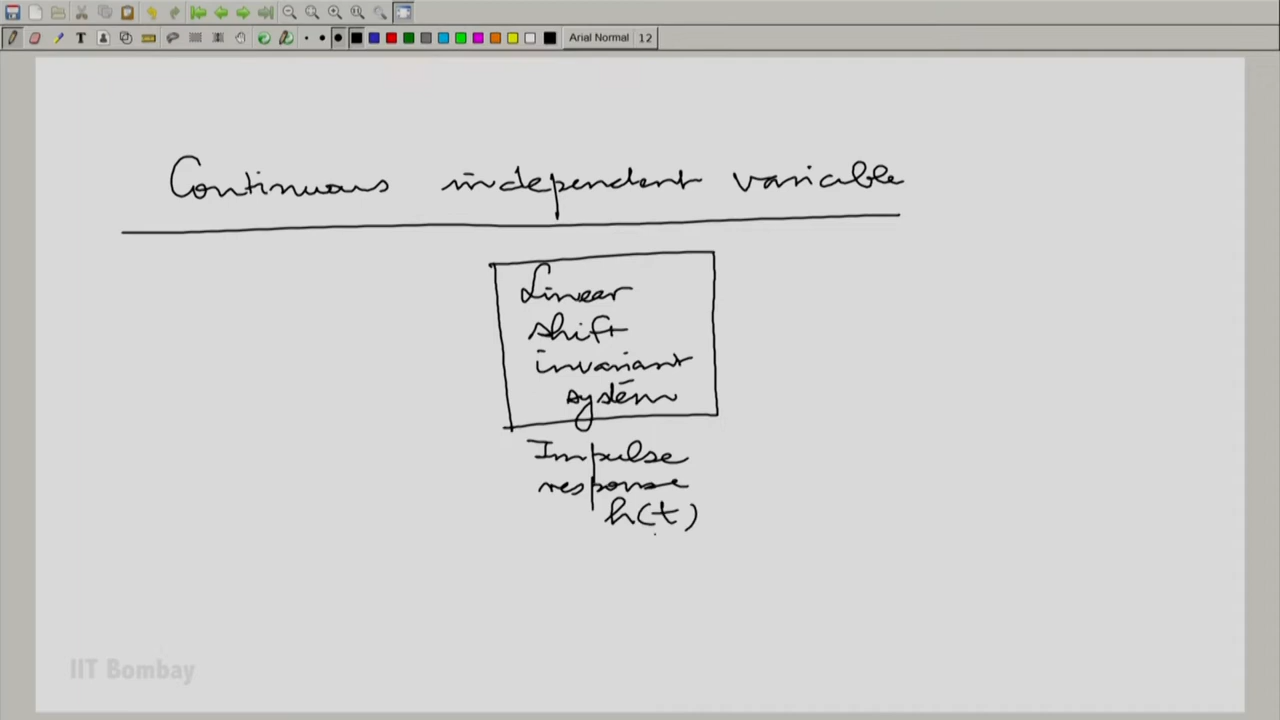 Arial Normal 12
Continuous independent variable
Linear
shift
invariant
system
Impulse
response
h(t)
IIT Bombay